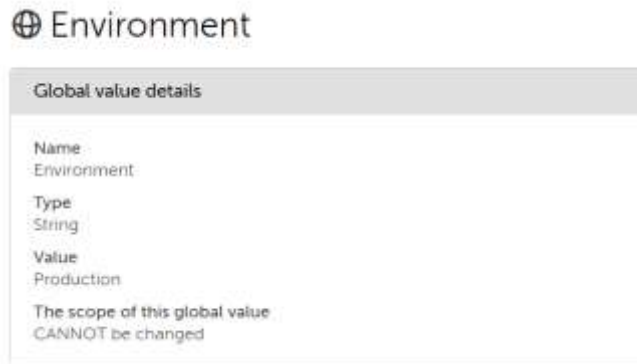 Environment
Global value details
Name
Environment
Type
String
Value
Production
The scope of this global value
CANNOT be changed